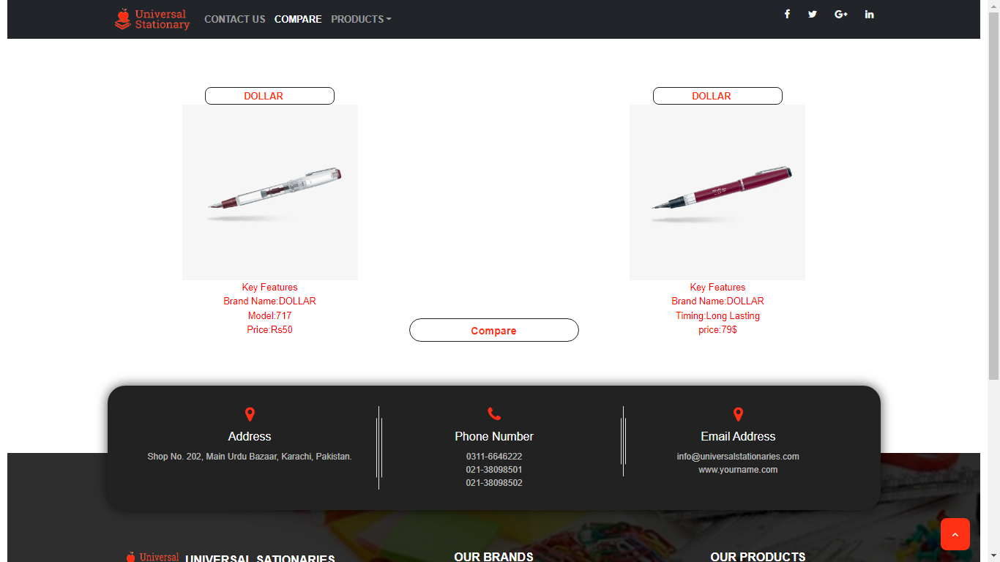 Universal
Stationary
CONTACT US COMPARE PRODUCTS
DOLLAR
DOLLAR
Key Features
Brand Name:DOLLAR
Model:717
Price:Rs50
Key Features
Brand Name:DOLLAR
Timing:Long Lasting
price:79$
Compare
Address
Shop No. 202, Main Urdu Bazaar, Karachi, Pakistan.
Phone Number
0311-6646222
021-38098501
021-38098502
Email Address
info@universalstationaries.com
www.yourname.com
Universal
UNIVERSAL SATIONARIES
OUR BRANDS
OUR PRODUCTS